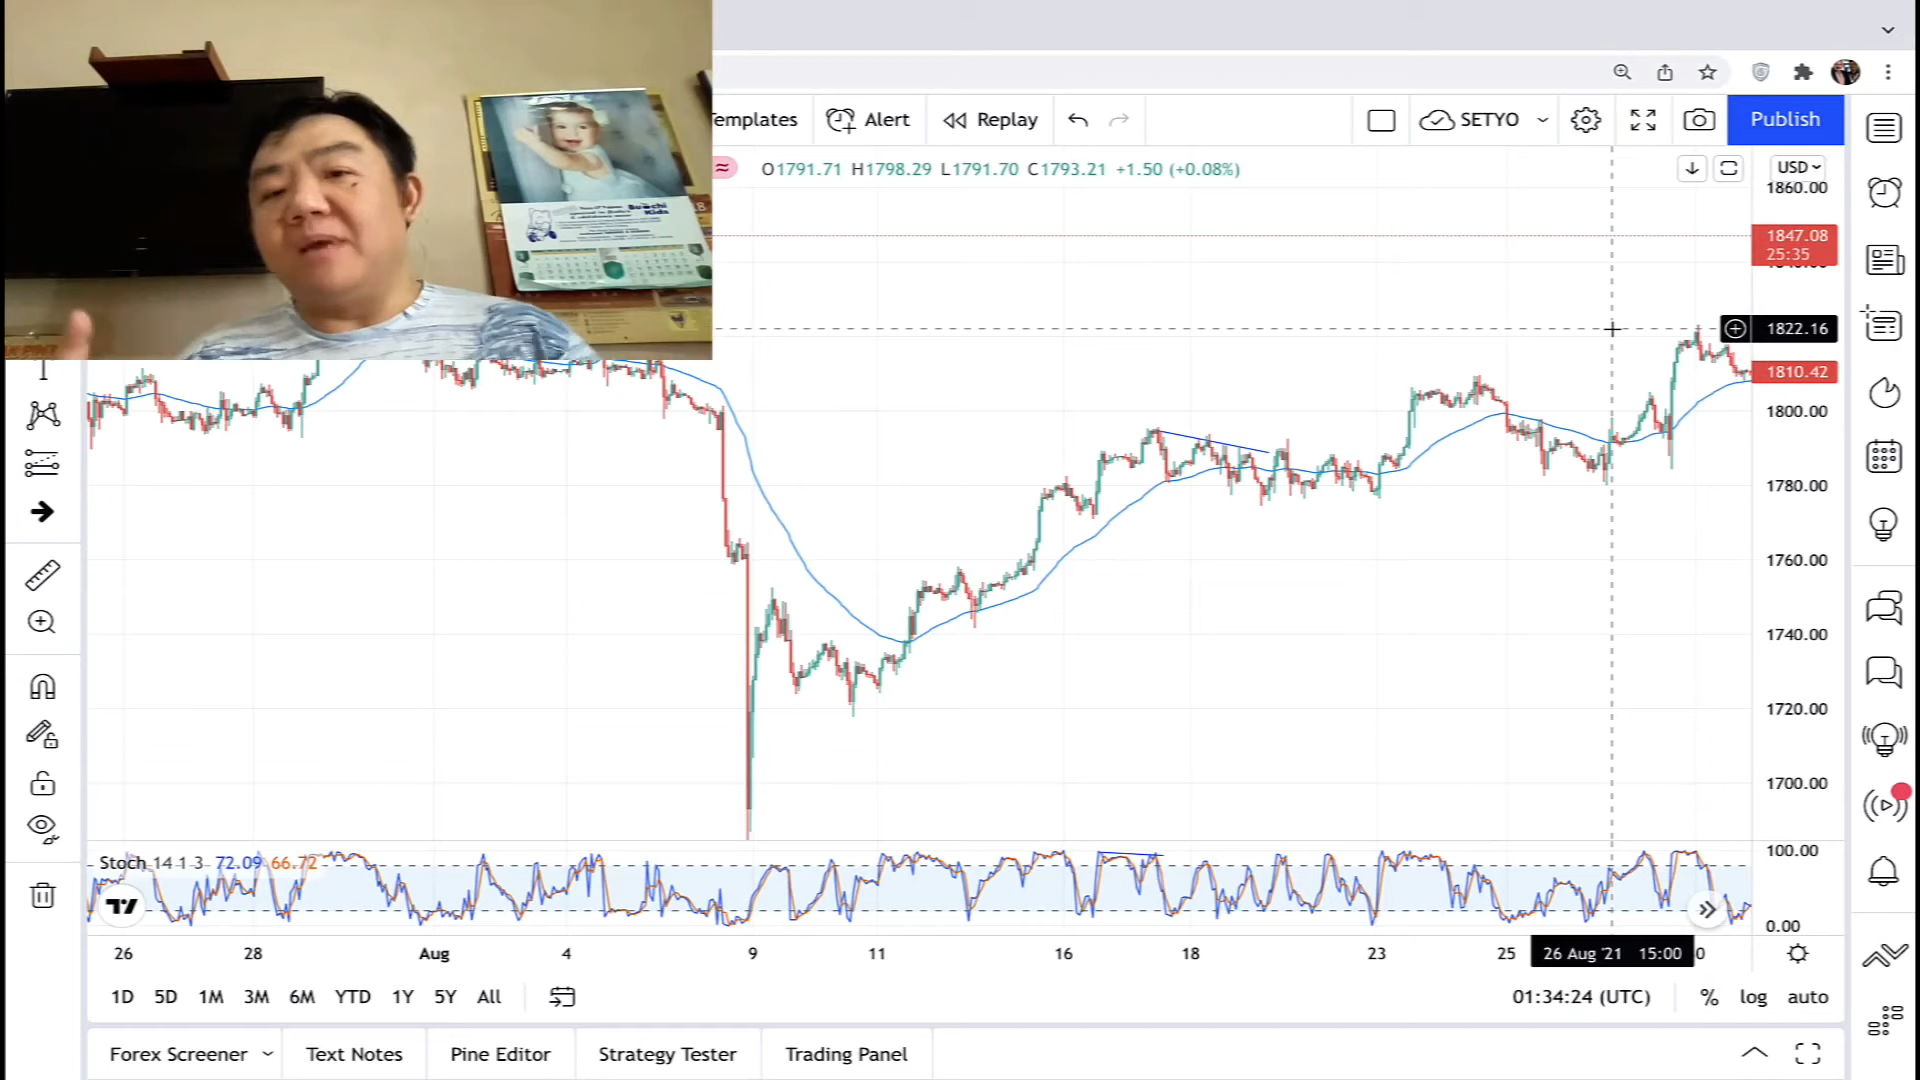 Templates
Alert
Replay
SETYO
Publish
O1791.71 H1798.29 L1791.70 C1793.21 +1.50 (+0.08%)
USD
1860.00
1847.08
25:35
1822.16
1810.42
1800.00
1780.00
1760.00
1740.00
1720.00
1700.00
Stoch 14 1 3 72.09 66.72
100.00
0.00
26 28 Aug 4 9 11 16 18 23 25 26 Aug '21 15:00 0
1D 5D 1M 3M 6M YTD 1Y 5Y All
01:34:24 (UTC) % log auto
Forex Screener Text Notes Pine Editor Strategy Tester Trading Panel